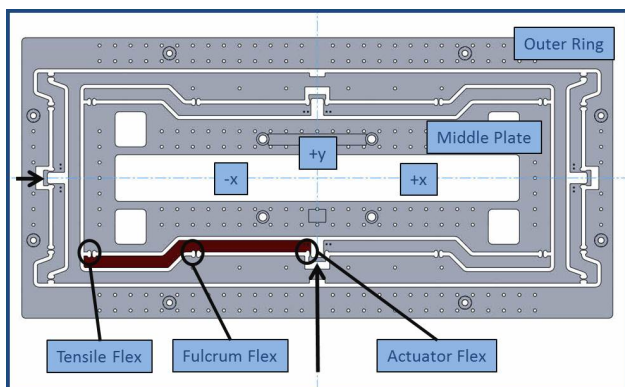 Outer Ring
Middle Plate
+y
-x
+x
Tensile Flex
Fulcrum Flex
Actuator Flex